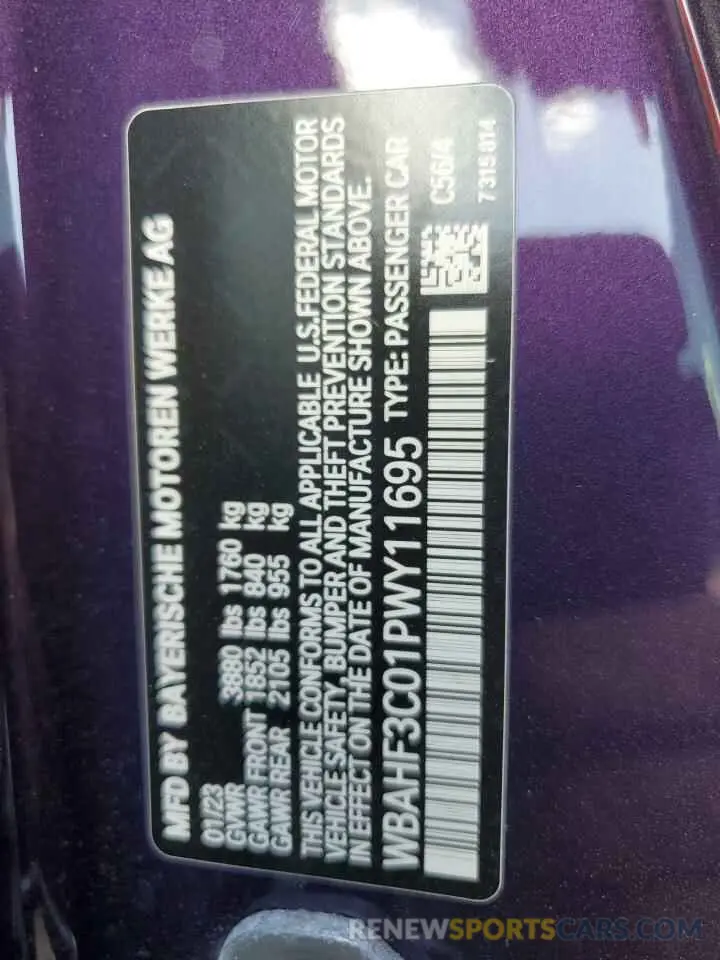 MFD BY BAYERISCHE MOTOREN WERKE AG
01/23
GVWR 3880 lbs 1760 kg
GAWR FRONT 1852 lbs 840 kg
GAWR REAR 2105 lbs 955 kg
THIS VEHICLE CONFORMS TO ALL APPLICABLE U.S.FEDERAL MOTOR
VEHICLE SAFETY, BUMPER AND THEFT PREVENTION STANDARDS
IN EFFECT ON THE DATE OF MANUFACTURE SHOWN ABOVE.
WBAHF3C01PWY11695 TYPE: PASSENGER CAR
C56/4
7 319 814
RENEWSPORTSCARS.COM